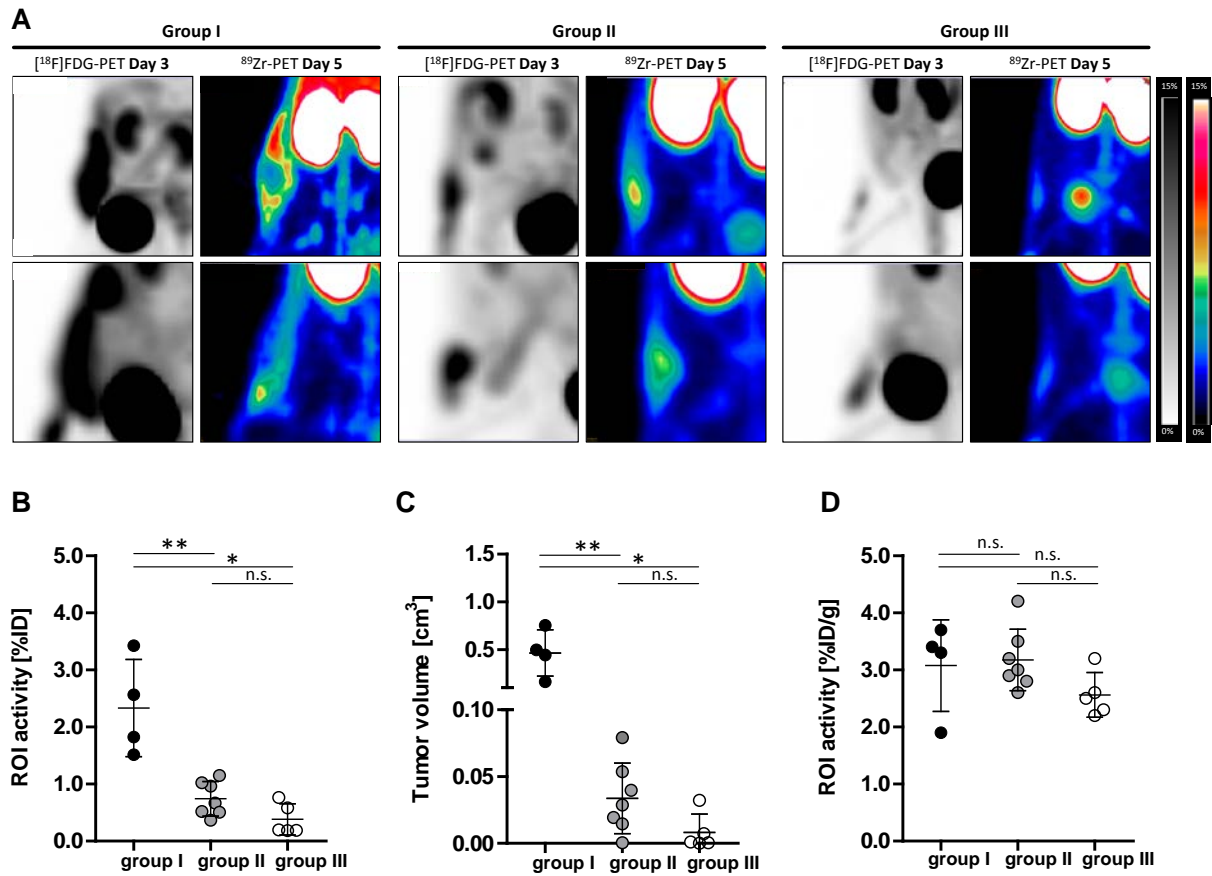 A
Group I Group II Group III
[¹⁸F]FDG-PET Day 3 ⁸⁹Zr-PET Day 5 [¹⁸F]FDG-PET Day 3 ⁸⁹Zr-PET Day 5 [¹⁸F]FDG-PET Day 3 ⁸⁹Zr-PET Day 5
15% 15%
0% 0%
B
ROI activity [%ID]
5.0
4.0
3.0
2.0
1.0
0.0
**
*
n.s.
group I group II group III
C
Tumor volume [cm³]
1.5
1.0
0.5
0.10
0.05
0.00
**
*
n.s.
group I group II group III
D
ROI activity [%ID/g]
5.0
4.0
3.0
2.0
1.0
0.0
n.s.
n.s.
n.s.
group I group II group III